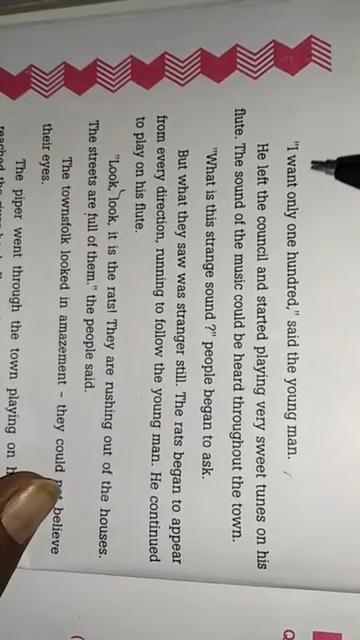 "I want only one hundred," said the young man.
He left the council and started playing very sweet tunes on his
flute. The sound of the music could be heard throughout the town.
"What is this strange sound ?" people began to ask.
But what they saw was stranger still. The rats began to appear
from every direction, running to follow the young man. He continued
to play on his flute.
"Look, look, it is the rats! They are rushing out of the houses.
The streets are full of them." the people said.
The townsfolk looked in amazement – they could believe
their eyes.
The piper went through the town playing on